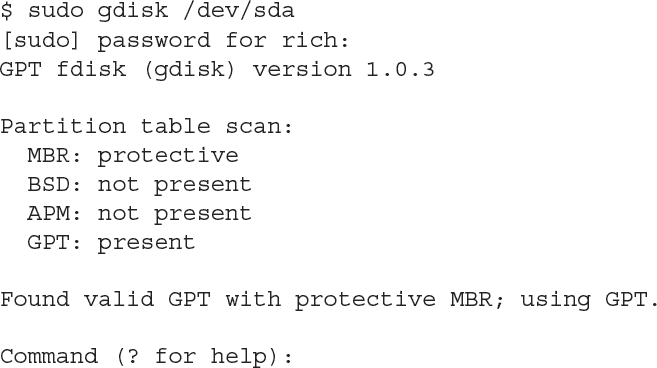 $ sudo gdisk /dev/sda
[sudo] password for rich:
GPT fdisk (gdisk) version 1.0.3
Partition table scan:
  MBR: protective
  BSD: not present
  APM: not present
  GPT: present
Found valid GPT with protective MBR; using GPT.
Command (? for help):